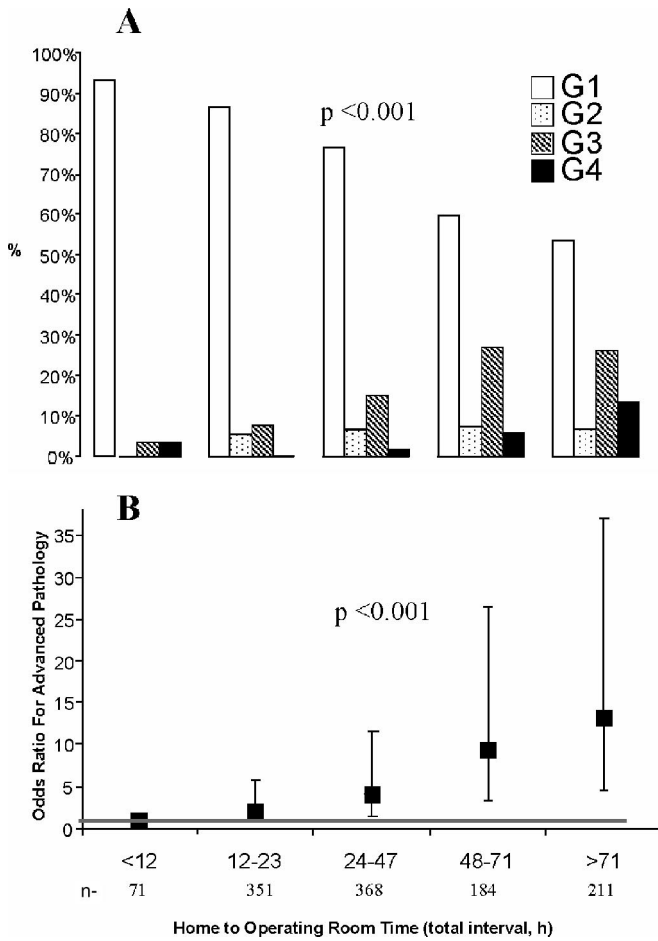 A
100%
90%
80%
70%
60%
%
50%
40%
30%
20%
10%
0%
p <0.001
G1
G2
G3
G4
B
Odds Ratio For Advanced Pathology
35
30
25
20
15
10
5
0
p <0.001
<12 12-23 24-47 48-71 >71
n- 71 351 368 184 211
Home to Operating Room Time (total interval, h)